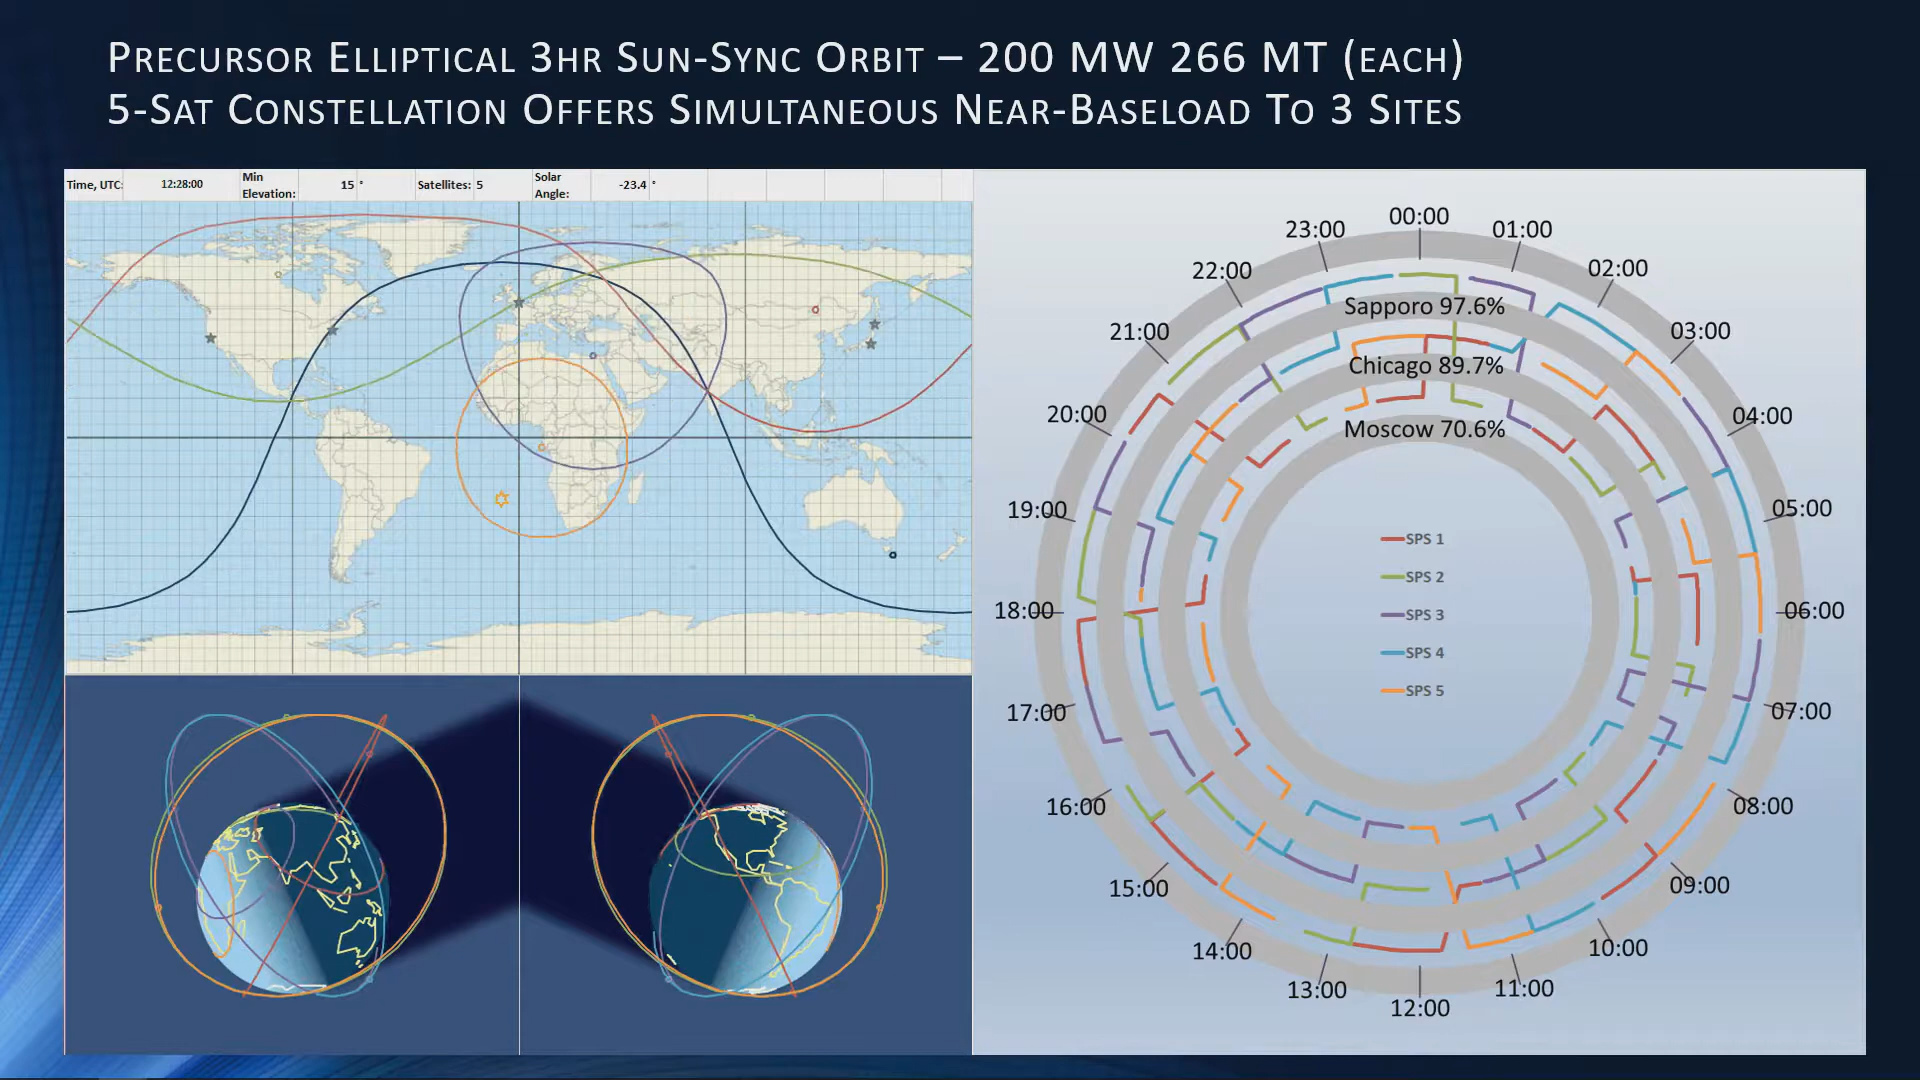 PRECURSOR ELLIPTICAL 3HR SUN-SYNC ORBIT – 200 MW 266 MT (EACH)
5-SAT CONSTELLATION OFFERS SIMULTANEOUS NEAR-BASELOAD TO 3 SITES
Time, UTC: 12:28:00 Min Elevation: 15 ° Satellites: 5 Solar Angle: -23.4 °
00:00
01:00
02:00
03:00
04:00
05:00
06:00
07:00
08:00
09:00
10:00
11:00
12:00
13:00
14:00
15:00
16:00
17:00
18:00
19:00
20:00
21:00
22:00
23:00
Sapporo 97.6%
Chicago 89.7%
Moscow 70.6%
SPS 1
SPS 2
SPS 3
SPS 4
SPS 5